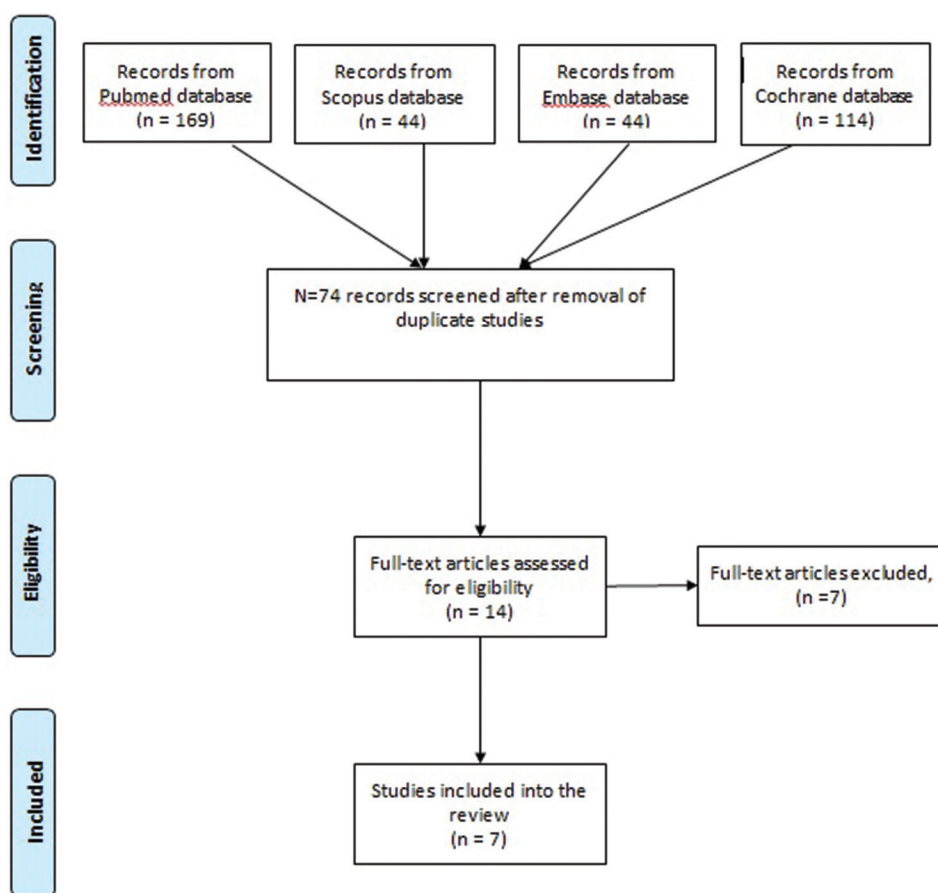 Identification
Records from
Pubmed database
(n = 169)
Records from
Scopus database
(n = 44)
Records from
Embase database
(n = 44)
Records from
Cochrane database
(n = 114)
Screening
N=74 records screened after removal of
duplicate studies
Eligibility
Full-text articles assessed
for eligibility
(n = 14)
Full-text articles excluded,
(n =7)
Included
Studies included into the
review
(n = 7)